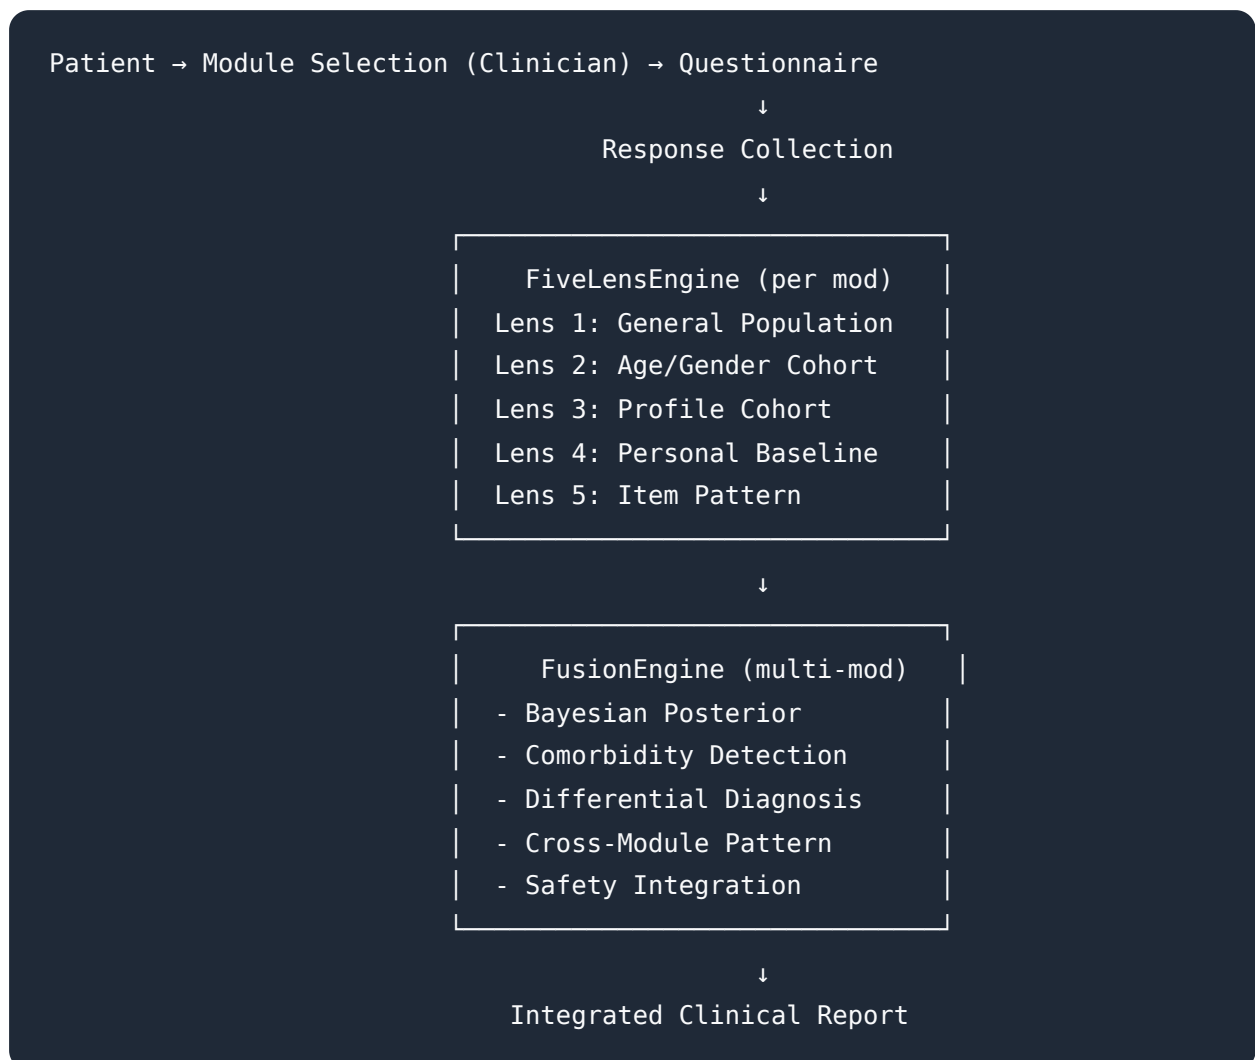 Patient → Module Selection (Clinician) → Questionnaire
↓
Response Collection
↓
FiveLensEngine (per mod)
Lens 1: General Population
Lens 2: Age/Gender Cohort
Lens 3: Profile Cohort
Lens 4: Personal Baseline
Lens 5: Item Pattern
↓
FusionEngine (multi-mod)
- Bayesian Posterior
- Comorbidity Detection
- Differential Diagnosis
- Cross-Module Pattern
- Safety Integration
↓
Integrated Clinical Report